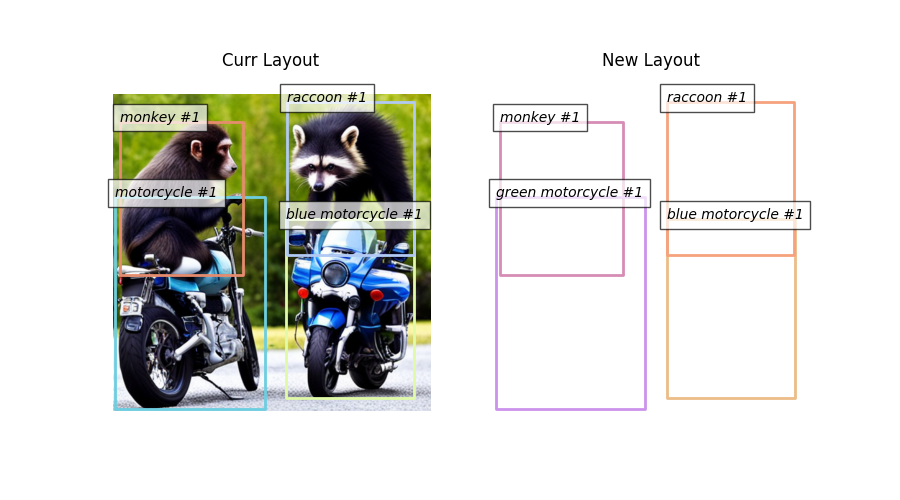 Curr Layout
New Layout
raccoon #1
monkey #1
motorcycle #1
blue motorcycle #1
raccoon #1
monkey #1
green motorcycle #1
blue motorcycle #1